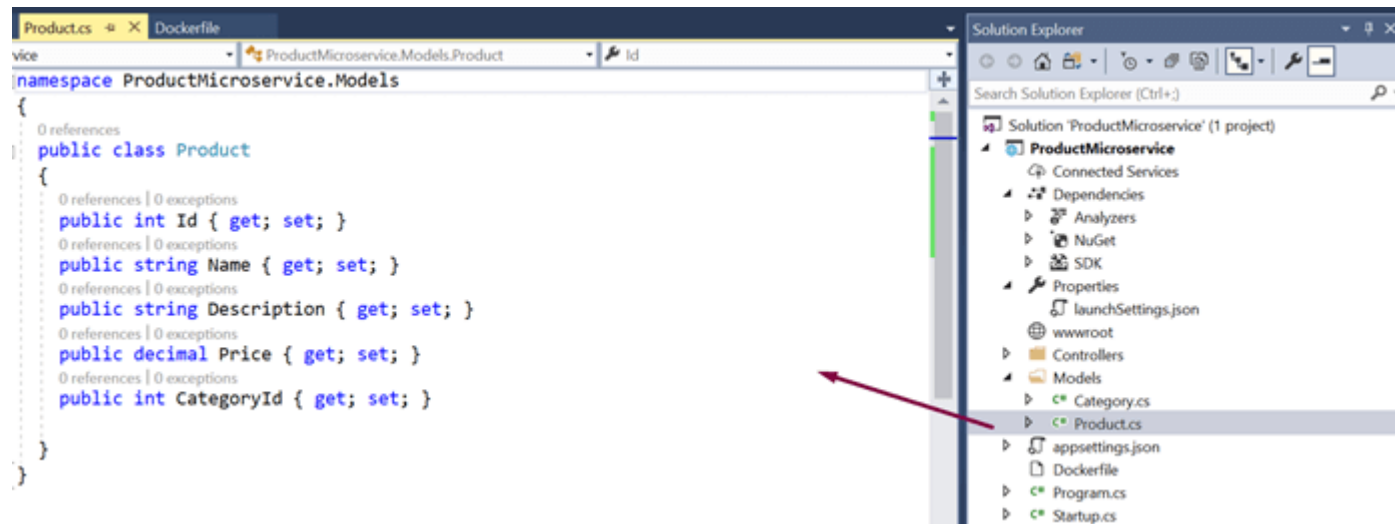 Product.cs
Dockerfile
vice
ProductMicroservice.Models.Product
Id
namespace ProductMicroservice.Models
{
0 references
public class Product
{
0 references | 0 exceptions
public int Id { get; set; }
0 references | 0 exceptions
public string Name { get; set; }
0 references | 0 exceptions
public string Description { get; set; }
0 references | 0 exceptions
public decimal Price { get; set; }
0 references | 0 exceptions
public int CategoryId { get; set; }
}
}
Solution Explorer
Search Solution Explorer (Ctrl+;)
Solution 'ProductMicroservice' (1 project)
ProductMicroservice
Connected Services
Dependencies
Analyzers
NuGet
SDK
Properties
launchSettings.json
wwwroot
Controllers
Models
C# Category.cs
C# Product.cs
appsettings.json
Dockerfile
C# Program.cs
C# Startup.cs